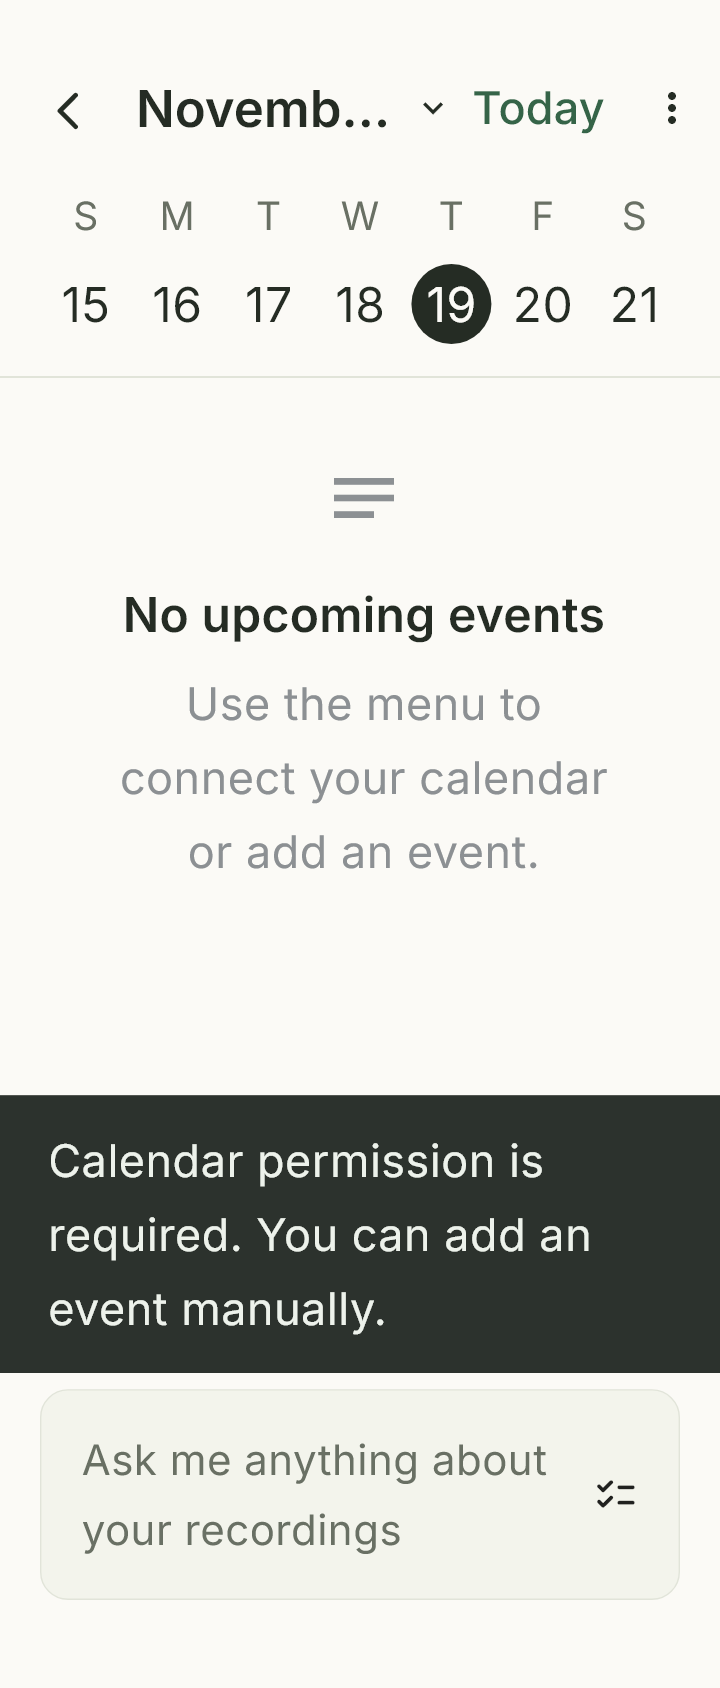 Novemb... Today
S M T W T F S
15 16 17 18 19 20 21
No upcoming events
Use the menu to
connect your calendar
or add an event.
Calendar permission is
required. You can add an
event manually.
Ask me anything about
your recordings